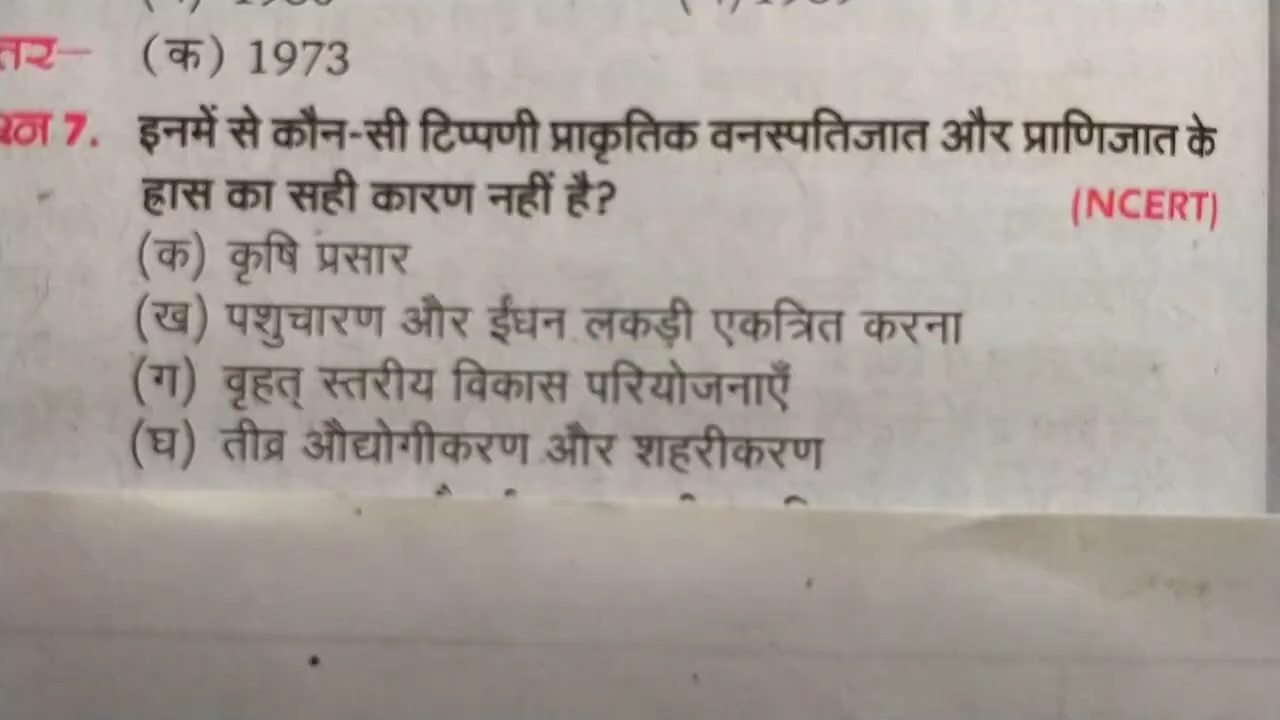 तर— (क) 1973
श्न 7. इनमें से कौन-सी टिप्पणी प्राकृतिक वनस्पतिजात और प्राणिजात के
ह्रास का सही कारण नहीं है? (NCERT)
(क) कृषि प्रसार
(ख) पशुचारण और ईंधन लकड़ी एकत्रित करना
(ग) वृहत् स्तरीय विकास परियोजनाएँ
(घ) तीव्र औद्योगीकरण और शहरीकरण